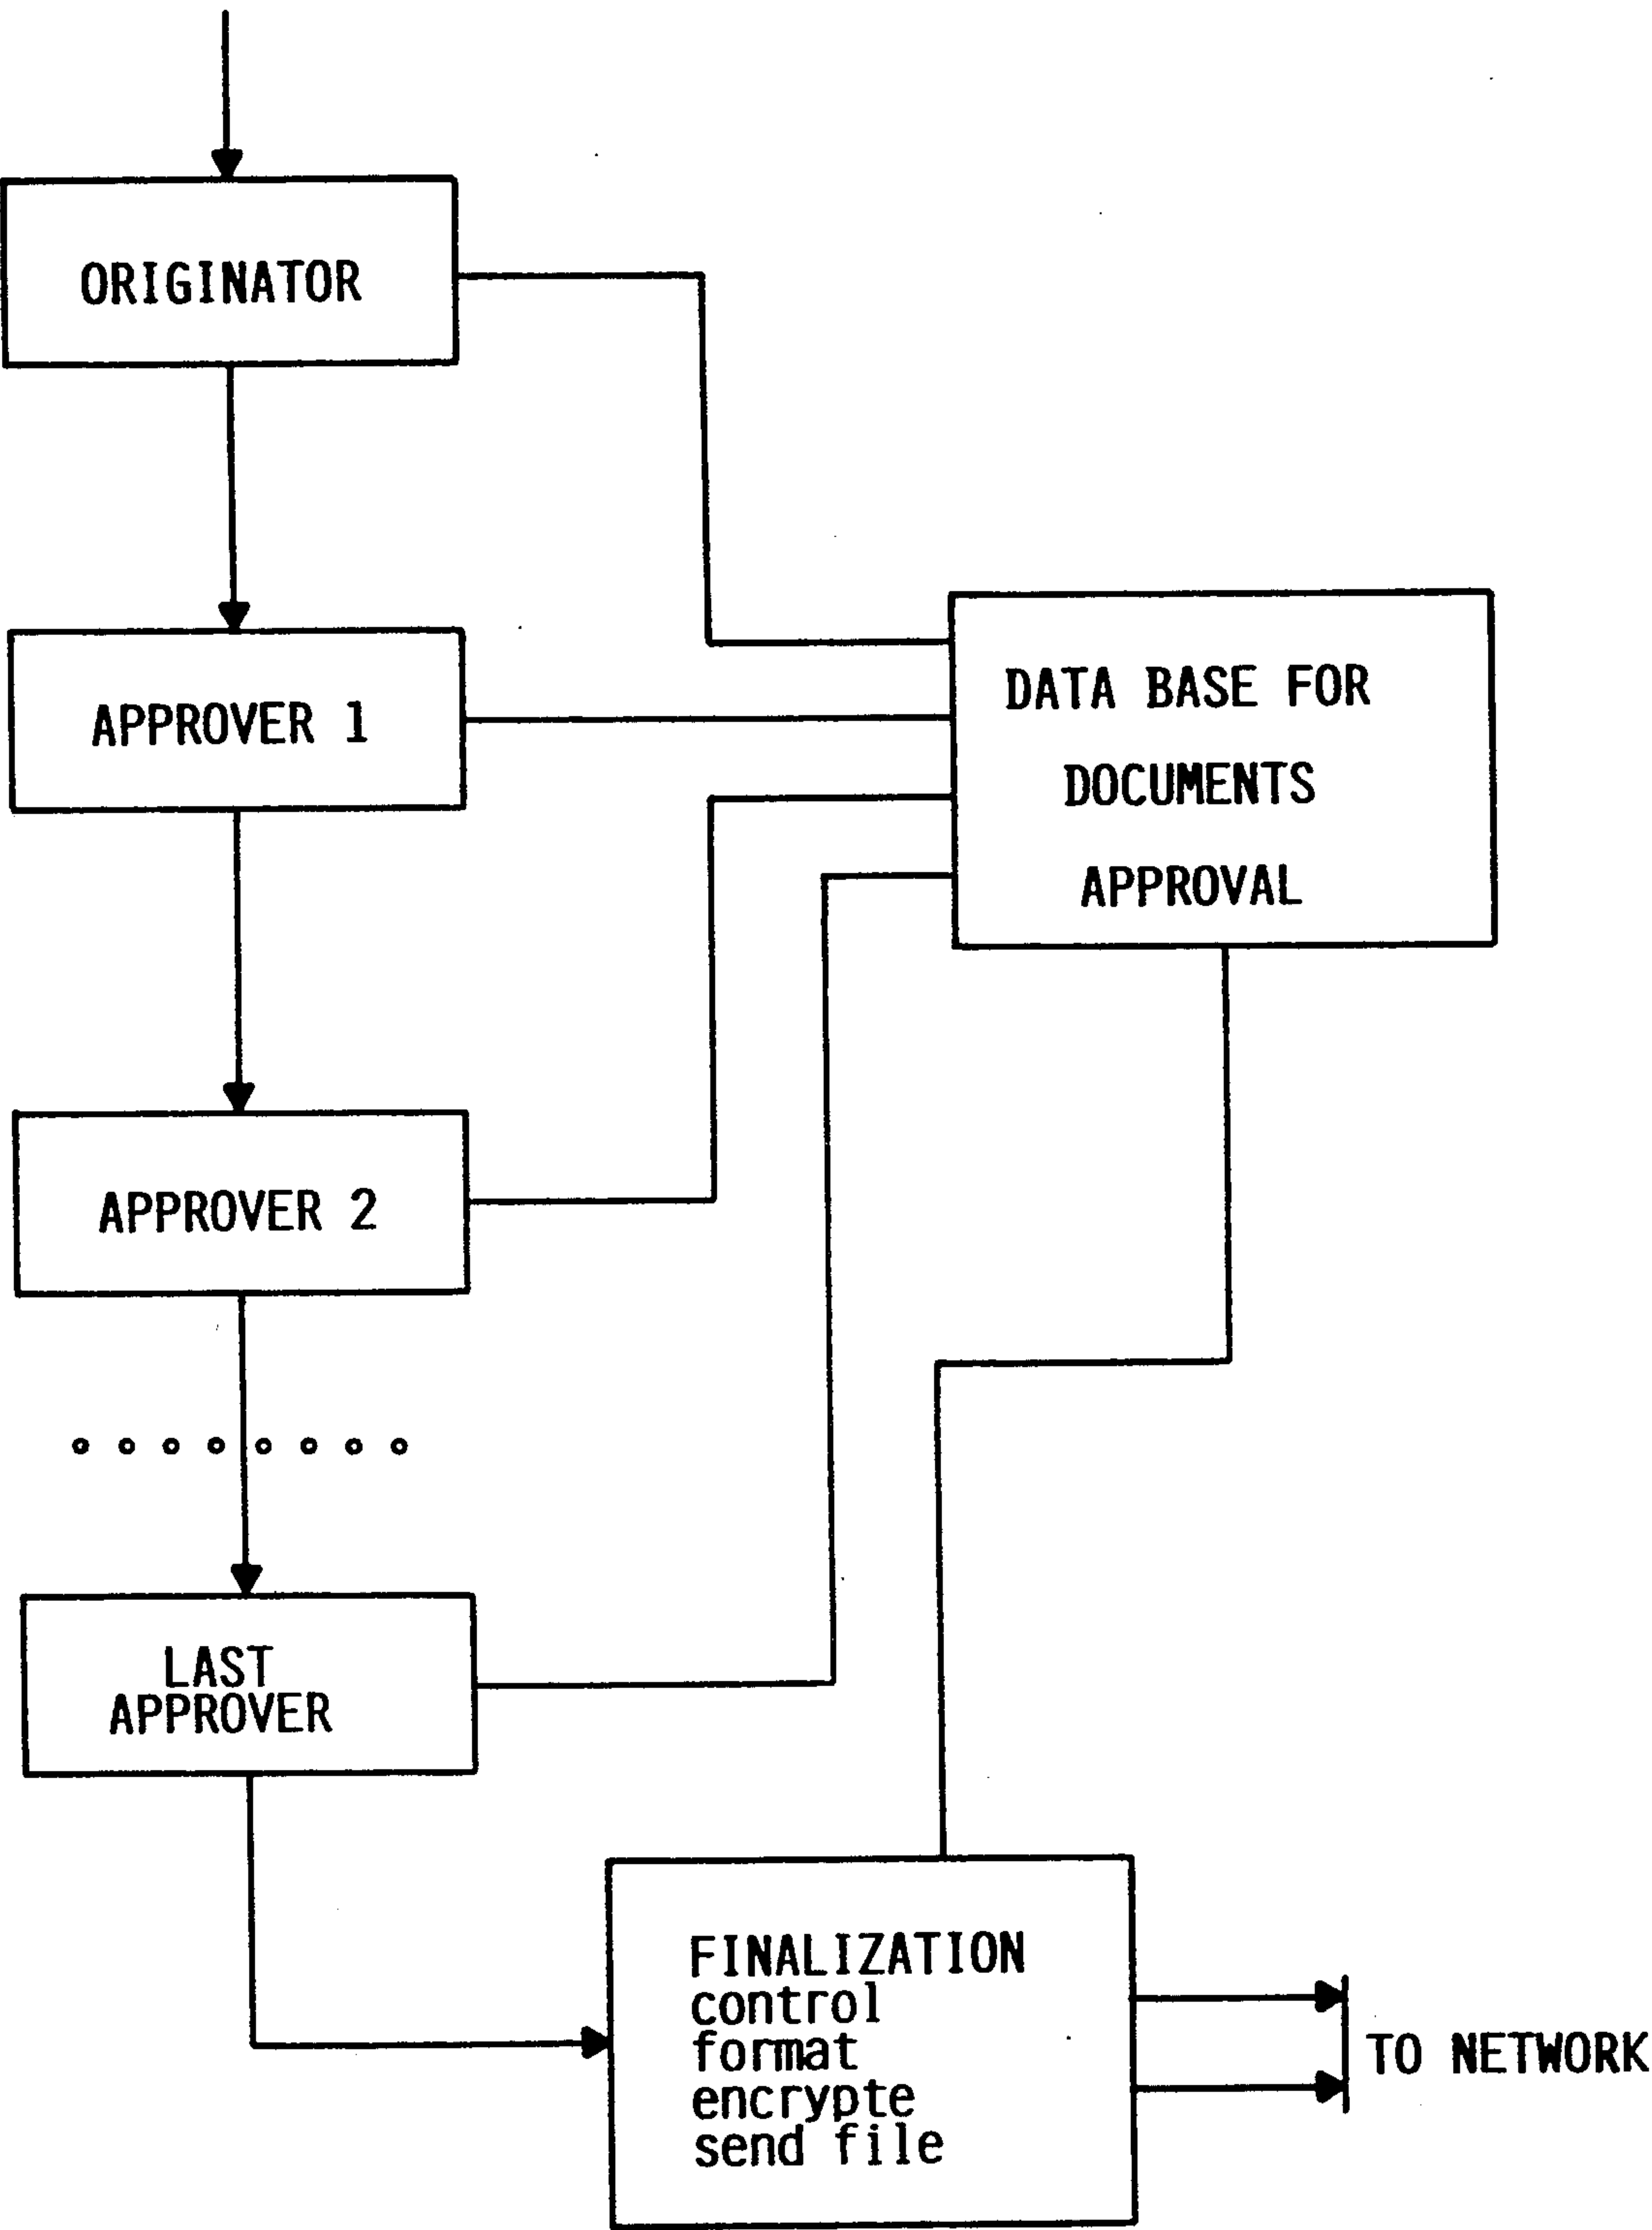 ORIGINATOR
APPROVER 1
DATA BASE FOR
DOCUMENTS
APPROVAL
APPROVER 2
LAST
APPROVER
FINALIZATION
control
format
encrypte
send file
TO NETWORK